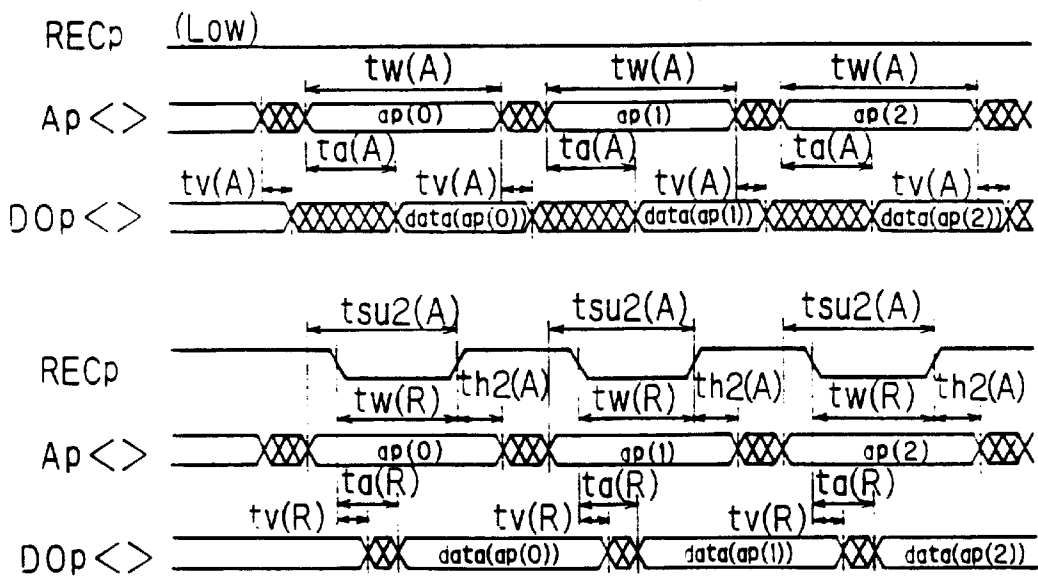 RECp (Low)
tw(A) tw(A) tw(A)
Ap<> ap(0) ap(1) ap(2)
ta(A) ta(A) ta(A)
tv(A) tv(A) tv(A) tv(A)
DOp<> data(ap(0)) data(ap(1)) data(ap(2))
tsu2(A) tsu2(A) tsu2(A)
RECp
tw(R) th2(A) tw(R) th2(A) tw(R) th2(A)
Ap<> ap(0) ap(1) ap(2)
ta(R) ta(R) ta(R)
tv(R) tv(R) tv(R)
DOp<> data(ap(0)) data(ap(1)) data(ap(2))